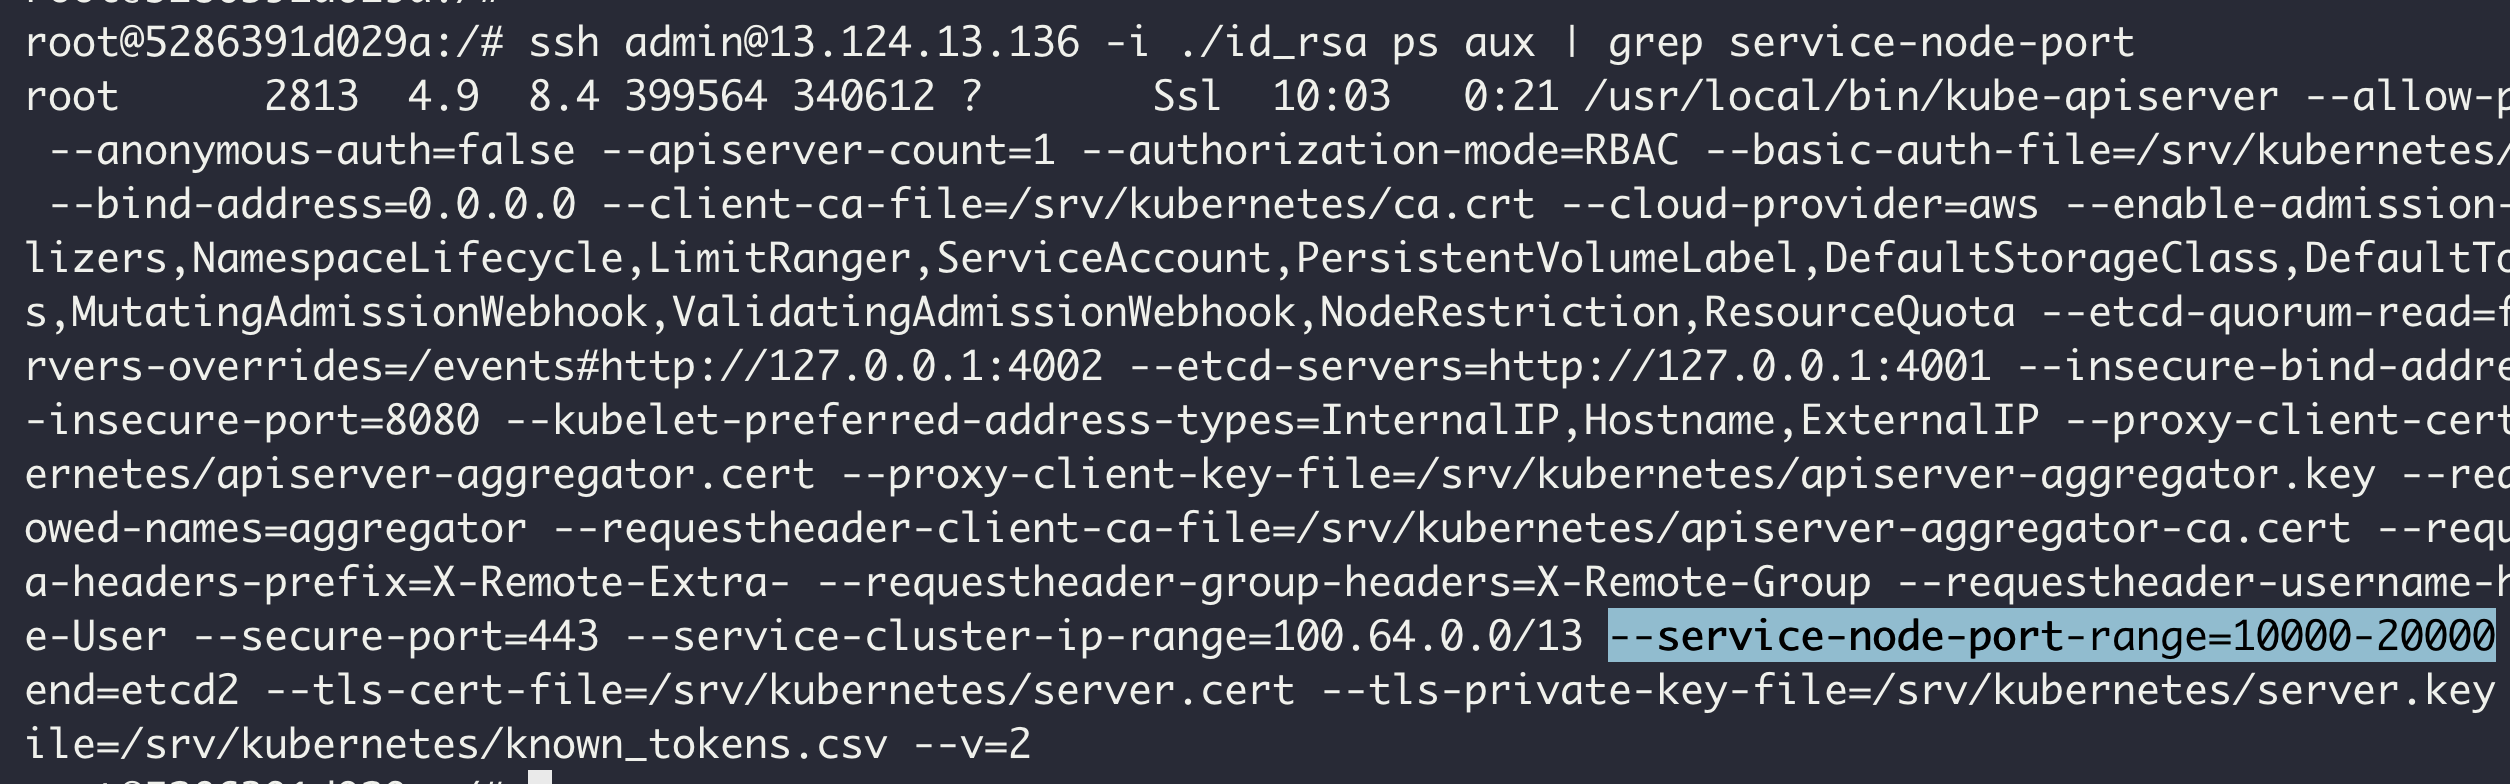 root@5286391d029a:/#
root@5286391d029a:/# ssh admin@13.124.13.136 -i ./id_rsa ps aux | grep service-node-port
root      2813  4.9  8.4 399564 340612 ?       Ssl  10:03   0:21 /usr/local/bin/kube-apiserver --allow-p
--anonymous-auth=false --apiserver-count=1 --authorization-mode=RBAC --basic-auth-file=/srv/kubernetes/
--bind-address=0.0.0.0 --client-ca-file=/srv/kubernetes/ca.crt --cloud-provider=aws --enable-admission-
lizers,NamespaceLifecycle,LimitRanger,ServiceAccount,PersistentVolumeLabel,DefaultStorageClass,DefaultTo
s,MutatingAdmissionWebhook,ValidatingAdmissionWebhook,NodeRestriction,ResourceQuota --etcd-quorum-read=f
rvers-overrides=/events#http://127.0.0.1:4002 --etcd-servers=http://127.0.0.1:4001 --insecure-bind-addre
-insecure-port=8080 --kubelet-preferred-address-types=InternalIP,Hostname,ExternalIP --proxy-client-cert
ernetes/apiserver-aggregator.cert --proxy-client-key-file=/srv/kubernetes/apiserver-aggregator.key --req
owed-names=aggregator --requestheader-client-ca-file=/srv/kubernetes/apiserver-aggregator-ca.cert --requ
a-headers-prefix=X-Remote-Extra- --requestheader-group-headers=X-Remote-Group --requestheader-username-h
e-User --secure-port=443 --service-cluster-ip-range=100.64.0.0/13 --service-node-port-range=10000-20000
end=etcd2 --tls-cert-file=/srv/kubernetes/server.cert --tls-private-key-file=/srv/kubernetes/server.key
ile=/srv/kubernetes/known_tokens.csv --v=2
root@5286391d029a:/#